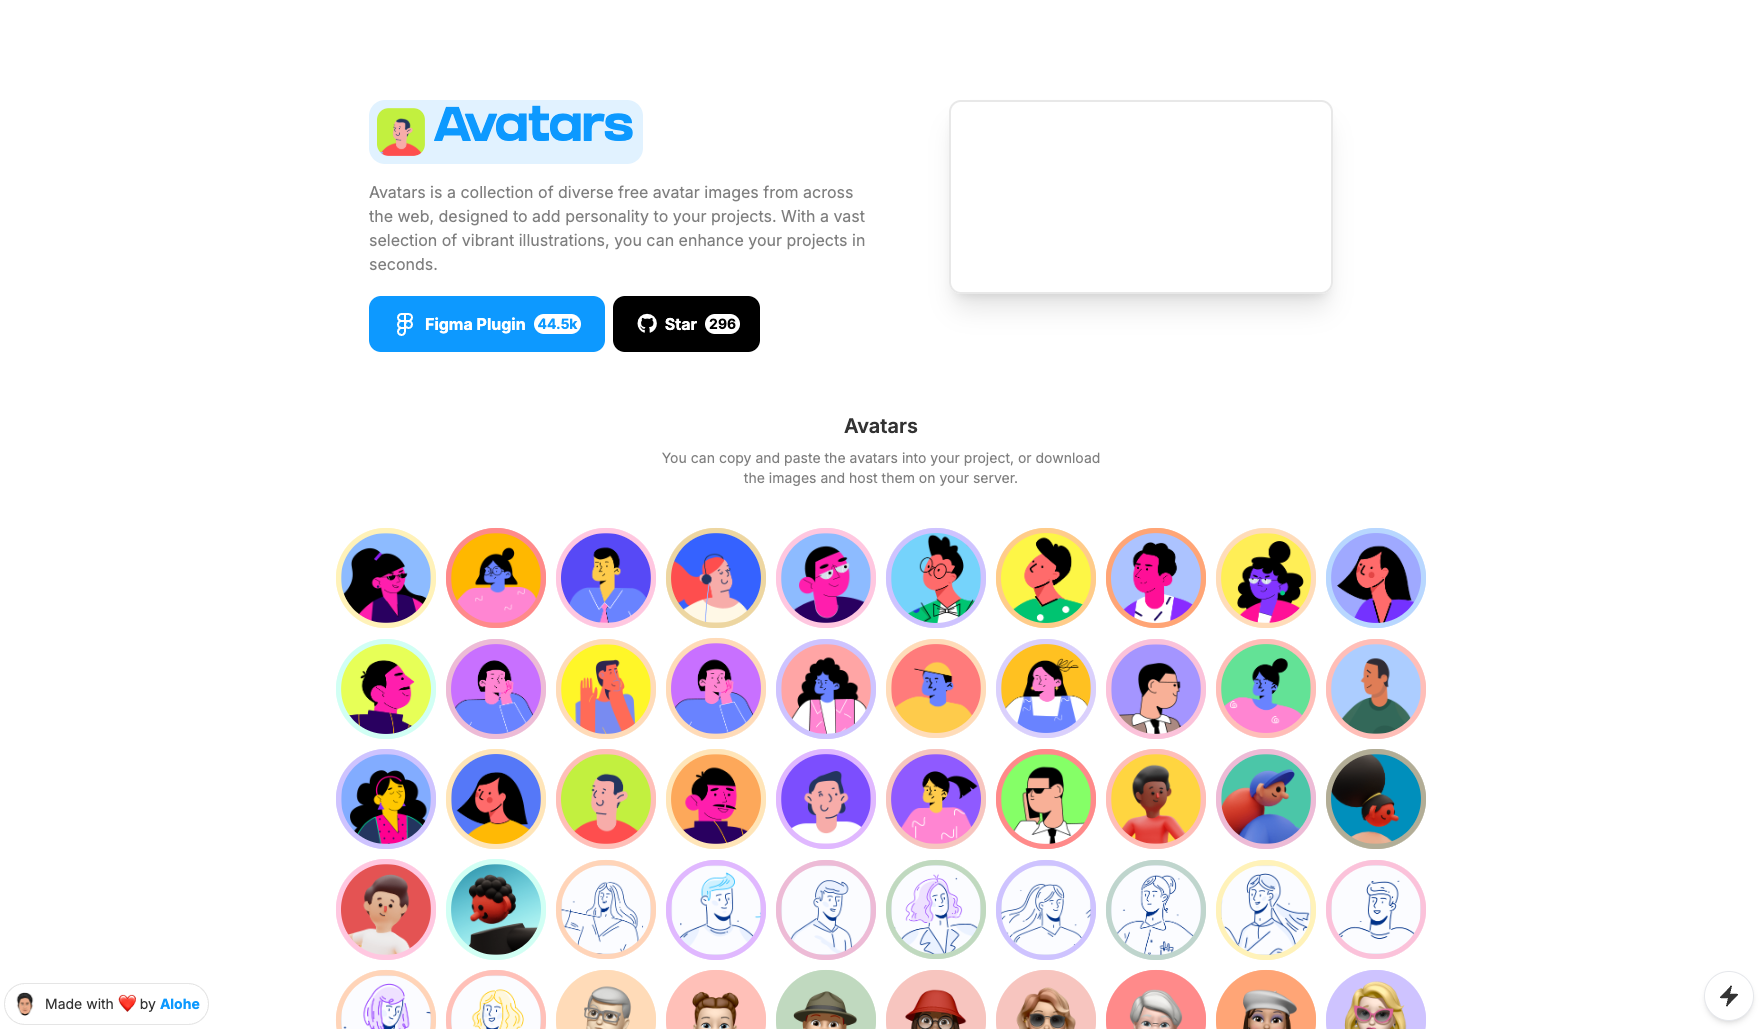 Avatars
Avatars is a collection of diverse free avatar images from across
the web, designed to add personality to your projects. With a vast
selection of vibrant illustrations, you can enhance your projects in
seconds.
Figma Plugin 44.5k
Star 296
Avatars
You can copy and paste the avatars into your project, or download
the images and host them on your server.
Made with ❤️ by Alohe